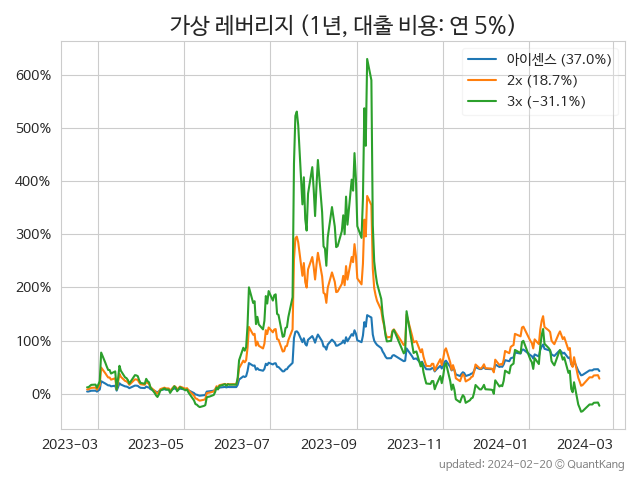 가상 레버리지 (1년, 대출 비용: 연 5%)
600%
500%
400%
300%
200%
100%
0%
아이센스 (37.0%)
2x (18.7%)
3x (−31.1%)
2023-03
2023-05
2023-07
2023-09
2023-11
2024-01
2024-03
updated: 2024-02-20 © QuantKang